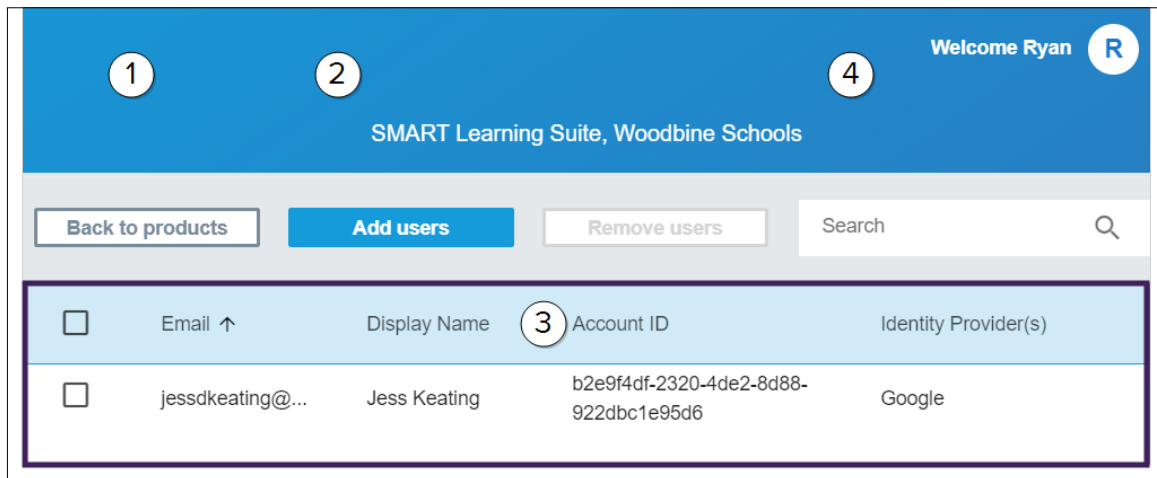 Welcome Ryan R
1 2 4
SMART Learning Suite, Woodbine Schools
Back to products Add users Remove users Search
Email ↑ Display Name 3 Account ID Identity Provider(s)
jessdkeating@... Jess Keating b2e9f4df-2320-4de2-8d88-
922dbc1e95d6 Google